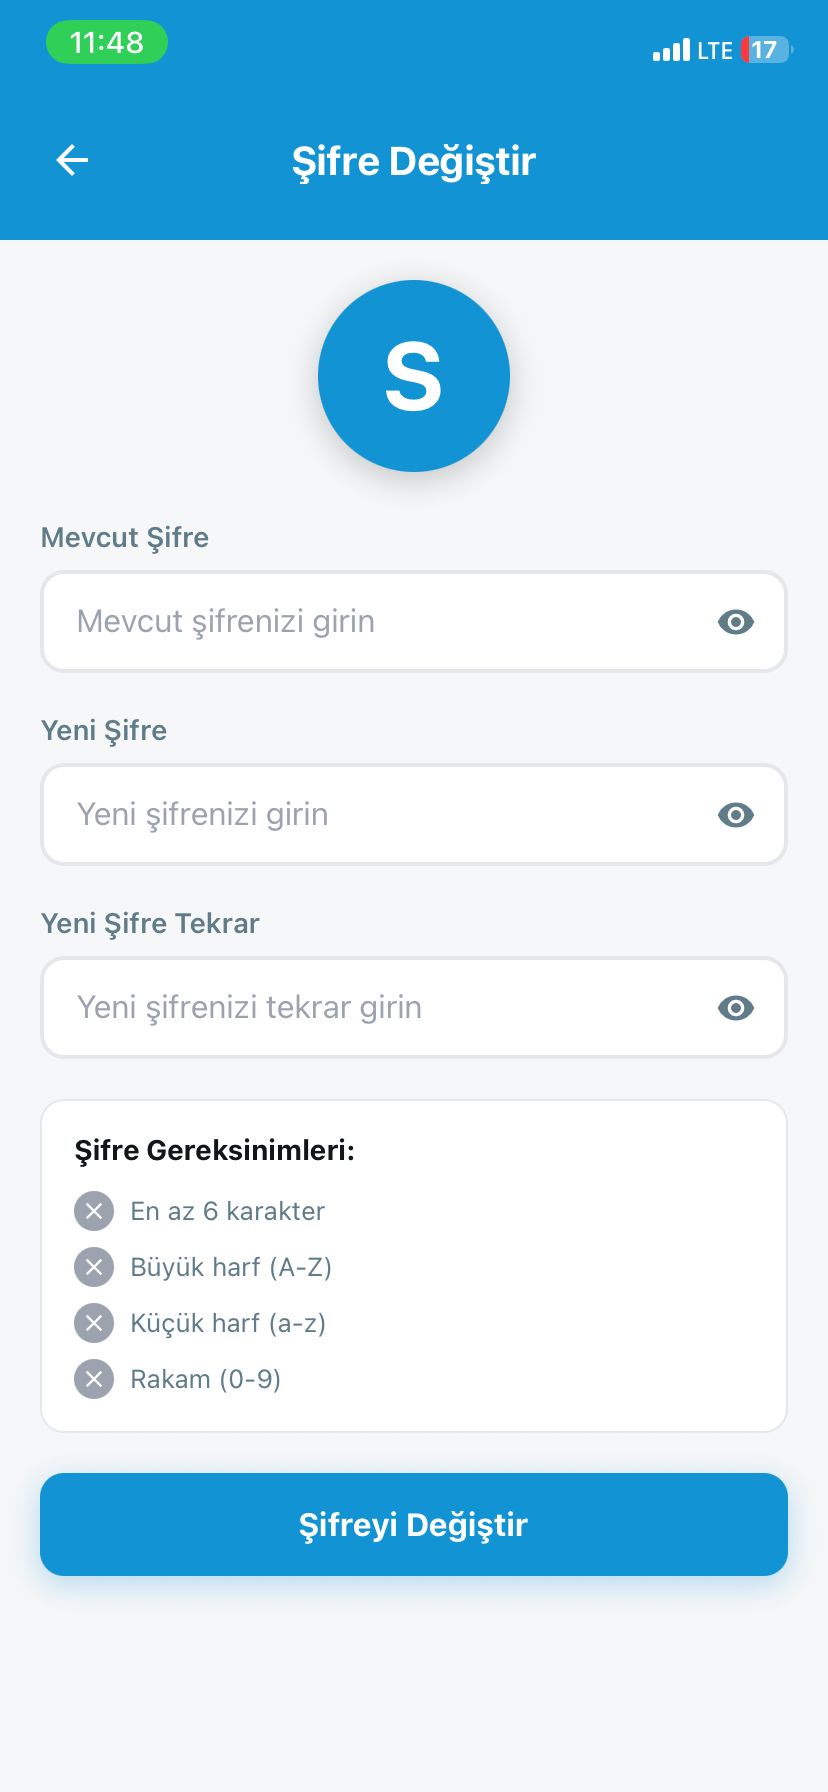 11:48
LTE 17
Şifre Değiştir
S
Mevcut Şifre
Mevcut şifrenizi girin
Yeni Şifre
Yeni şifrenizi girin
Yeni Şifre Tekrar
Yeni şifrenizi tekrar girin
Şifre Gereksinimleri:
En az 6 karakter
Büyük harf (A-Z)
Küçük harf (a-z)
Rakam (0-9)
Şifreyi Değiştir